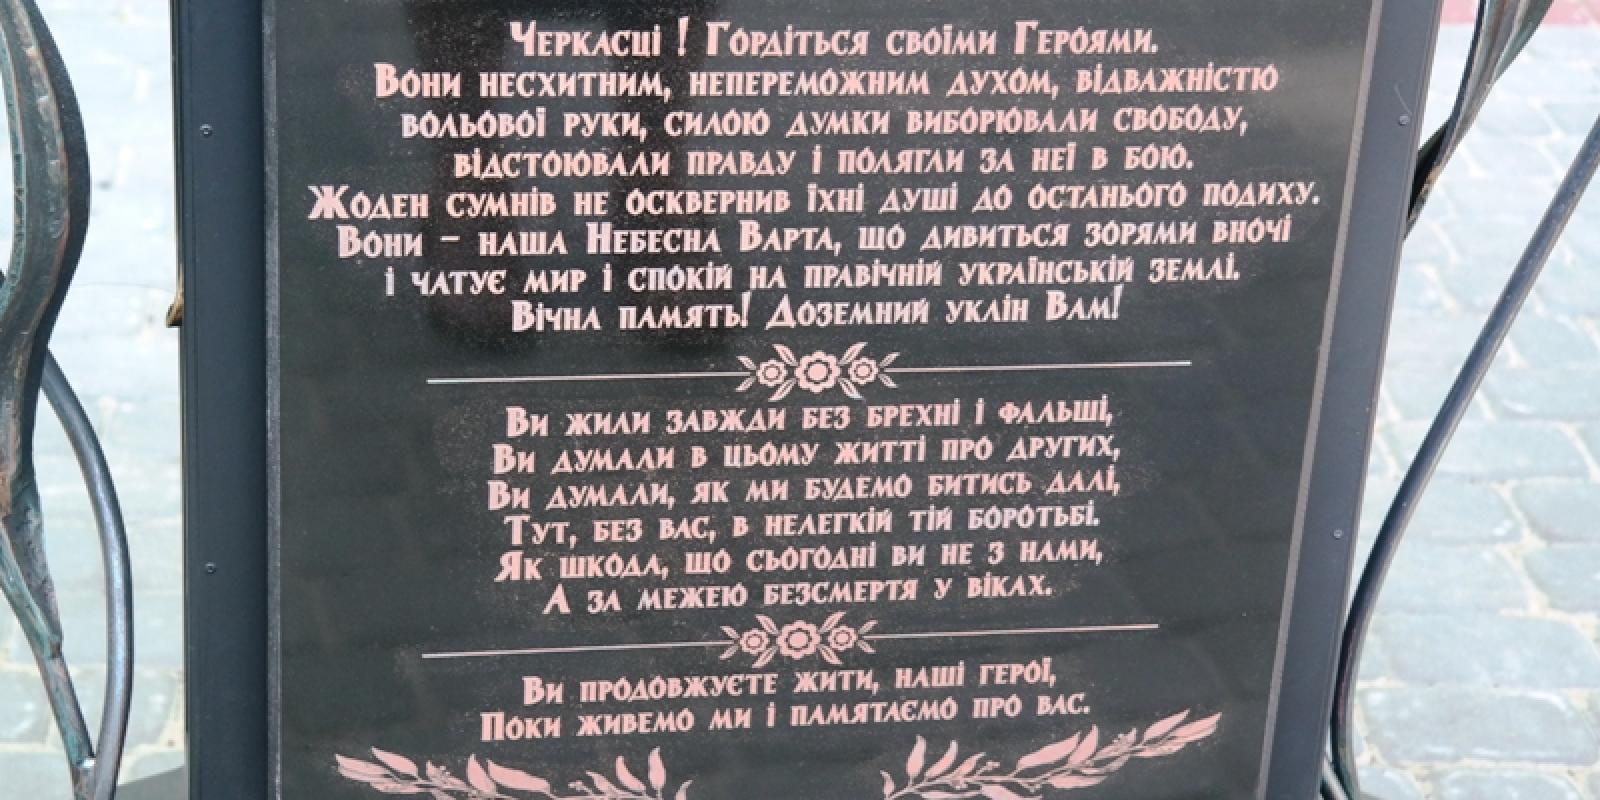 Черкасці ! Гордіться своїми Героями.
Вони несхитним, непереможним духом, відважністю
вольової руки, силою думки виборювали свободу,
відстоювали правду і полягли за неї в бою.
Жоден сумнів не осквернив їхні душі до останього подиху.
Вони – наша Небесна Варта, що дивиться зорями вночі
і чатує мир і спокій на правічній українській землі.
Вічна память! Доземний уклін Вам!
Ви жили завжди без брехні і фальші,
Ви думали в цьому житті про других,
Ви думали, як ми будемо битись далі,
Тут, без вас, в нелегкій тій боротьбі.
Як шкода, що сьогодні ви не з нами,
А за межею безсмертя у віках.
Ви продовжуєте жити, наші герої,
Поки живемо ми і памятаємо про вас.